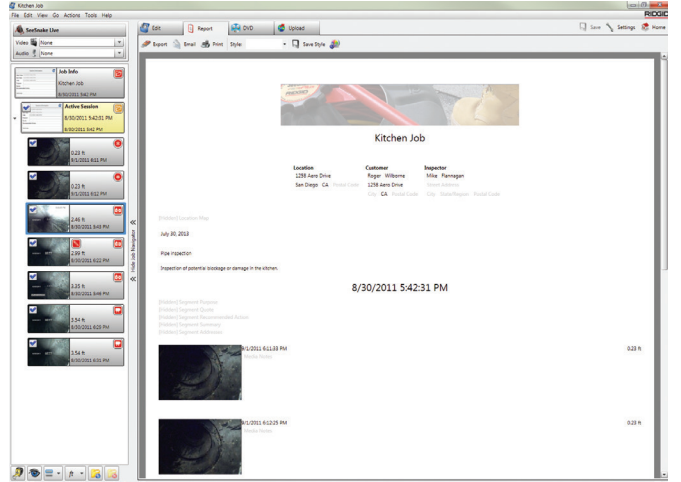 Kitchen Job
File Edit View Go Actions Tools Help
RIDGID
SeeSnake Live
Edit Report DVD Upload
Save Settings Home
Video None
Audio None
Export Email Print Style: Save Style
Job Info
Kitchen Job
8/30/2011 5:42 PM
Active Session
8/30/2011 5:42:31 PM
8/30/2011 5:42 PM
0.23 ft
9/1/2011 6:11 PM
0.23 ft
9/1/2011 6:12 PM
2.46 ft
8/30/2011 5:43 PM
2.99 ft
8/30/2011 6:22 PM
3.35 ft
8/30/2011 5:46 PM
3.54 ft
8/30/2011 6:25 PM
3.54 ft
8/30/2011 6:31 PM
Hide Job Navigator
Kitchen Job
Location Customer Inspector
1258 Aero Drive Roger Wilborne Mike Flannagen
San Diego CA Postal Code 1258 Aero Drive Street Address
City CA Postal Code City State/Region Postal Code
[Hidden] Location Map
July 30, 2013
Pipe Inspection
Inspection of potential blockage or damage in the kitchen.
8/30/2011 5:42:31 PM
[Hidden] Segment Purpose
[Hidden] Segment Quote
[Hidden] Segment Recommended Action
[Hidden] Segment Summary
[Hidden] Segment Addresses
9/1/2011 6:11:33 PM 0.23 ft
Media Notes
9/1/2011 6:12:25 PM 0.23 ft
Media Notes
ft